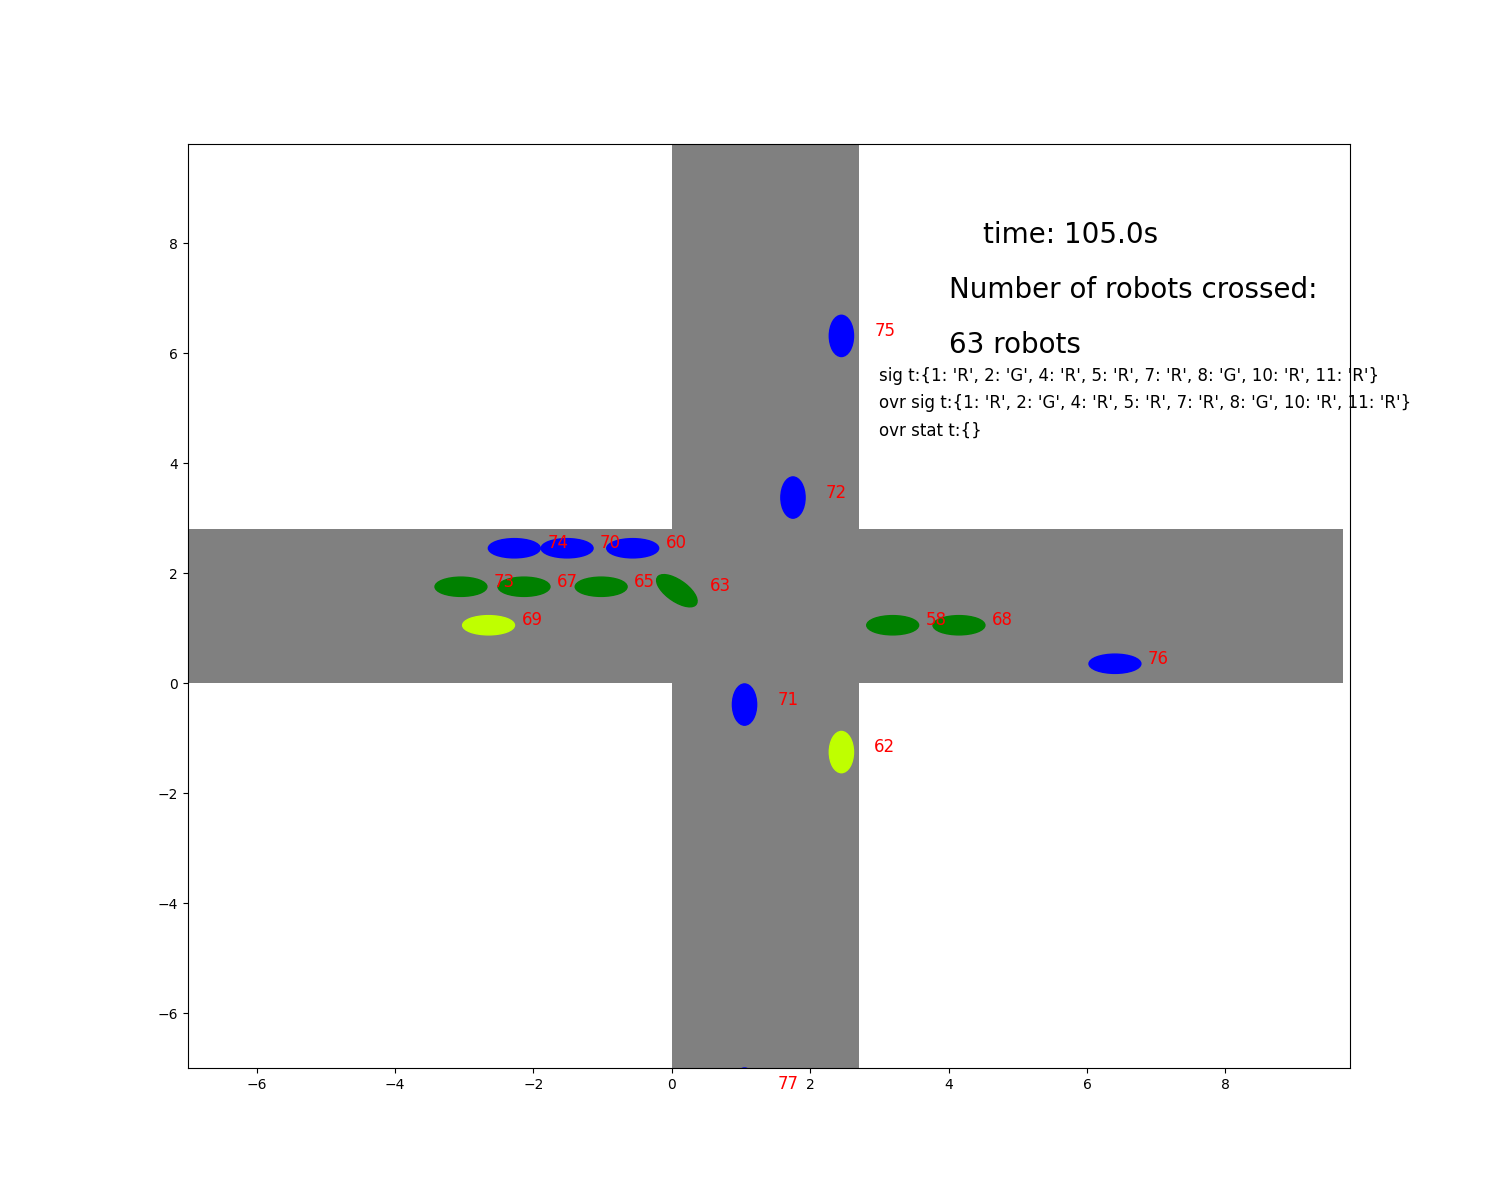 time: 105.0s
8
Number of robots crossed:
75
63 robots
6
sig t:{1: 'R', 2: 'G', 4: 'R', 5: 'R', 7: 'R', 8: 'G', 10: 'R', 11: 'R'}
ovr sig t:{1: 'R', 2: 'G', 4: 'R', 5: 'R', 7: 'R', 8: 'G', 10: 'R', 11: 'R'}
ovr stat t:{}
4
72
74 70 60
2
73 67 65 63
69 58 68
76
0
71
62
−2
−4
−6
−6 −4 −2 0 77 2 4 6 8